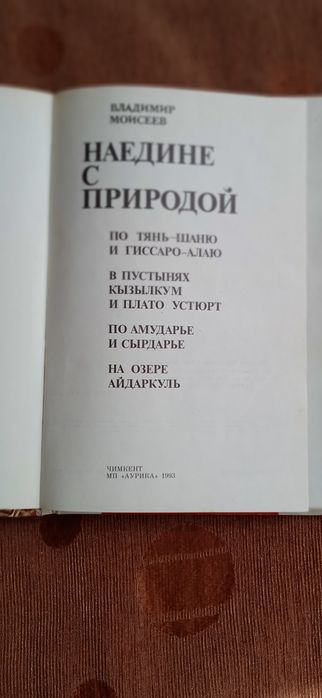 ВЛАДИМИР
МОИСЕЕВ
НАЕДИНЕ
С
ПРИРОДОЙ
ПО ТЯНЬ-ШАНЮ
И ГИССАРО-АЛАЮ
В ПУСТЫНЯХ
КЫЗЫЛКУМ
И ПЛАТО УСТЮРТ
ПО АМУДАРЬЕ
И СЫРДАРЬЕ
НА ОЗЕРЕ
АЙДАРКУЛЬ
ЧИМКЕНТ
МП «АУРИКА» 1993